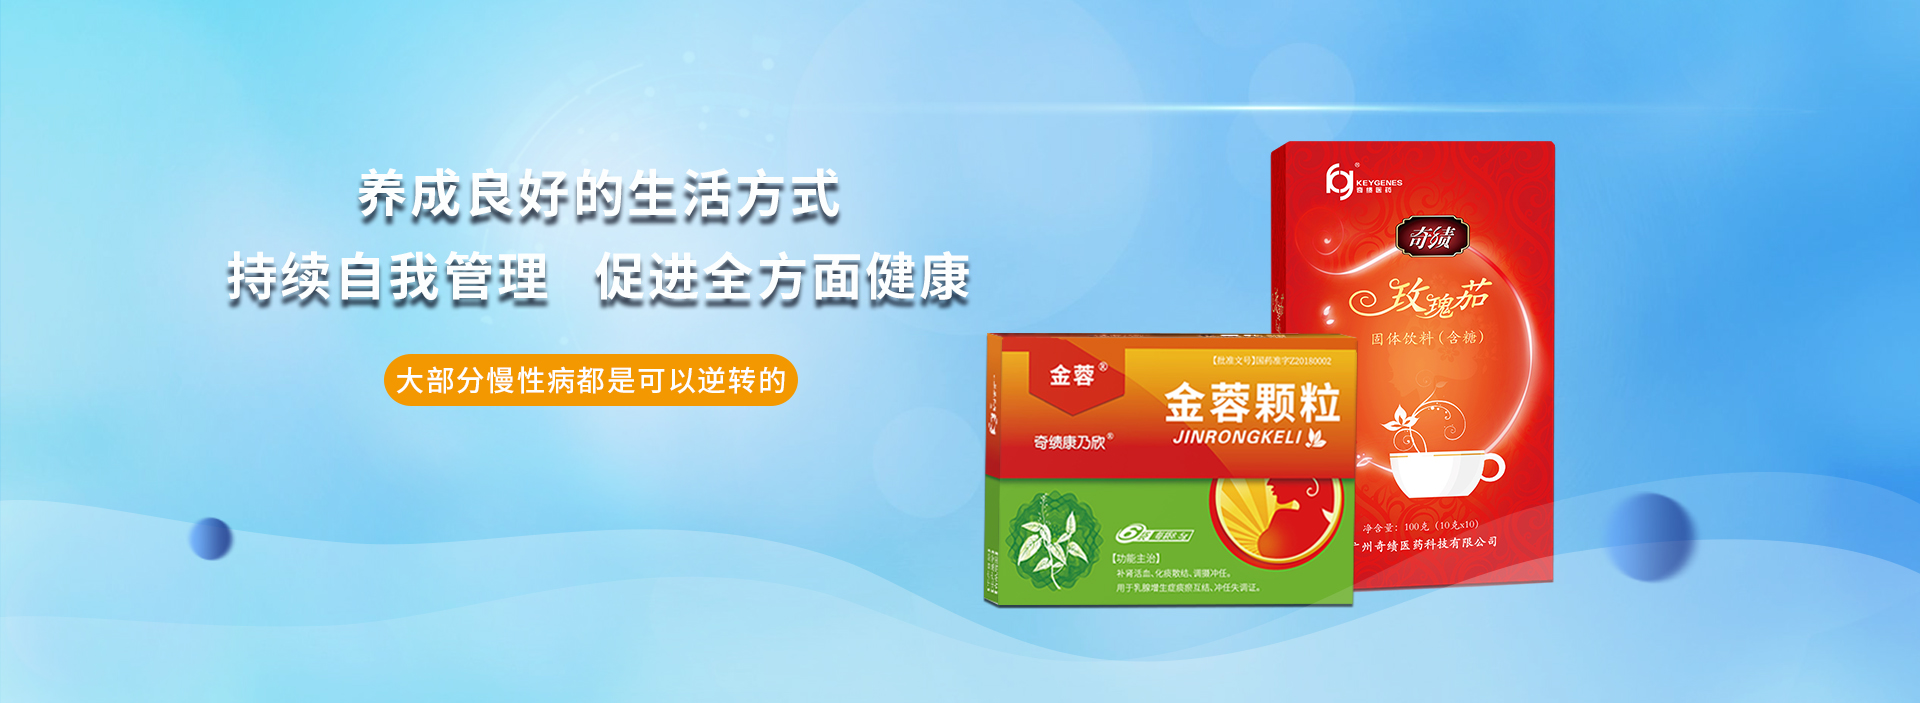 养成良好的生活方式
持续自我管理 促进全方面健康
大部分慢性病都是可以逆转的
KEYGENES
奇绩医药
奇绩
玫瑰茄
固体饮料(含糖)
净含量：100克（10克x10）
广州奇绩医药科技有限公司
【批准文号】国药准字Z20180002
金蓉®
金蓉颗粒
JINRONGKELI
奇绩康乃欣®
【功能主治】
补肾活血、化痰散结、调摄冲任。
用于乳腺增生症痰瘀互结、冲任失调证。